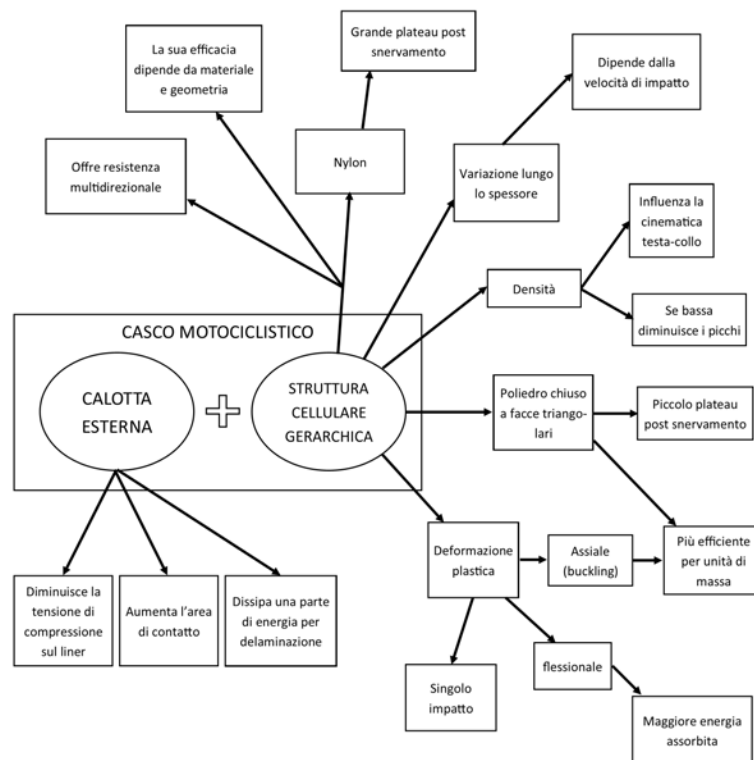 La sua efficacia
dipende da materiale
e geometria
Grande plateau post
snervamento
Dipende dalla
velocità di impatto
Offre resistenza
multidirezionale
Nylon
Variazione lungo
lo spessore
Influenza la
cinematica
testa-collo
Densità
Se bassa
diminuisce i picchi
CASCO MOTOCICLISTICO
CALOTTA
ESTERNA
STRUTTURA
CELLULARE
GERARCHICA
Poliedro chiuso
a facce triango-
lari
Piccolo plateau
post snervamento
Deformazione
plastica
Assiale
(buckling)
Più efficiente
per unità di
massa
Diminuisce la
tensione di
compressione
sul liner
Aumenta l'area
di contatto
Dissipa una parte
di energia per
delaminazione
Singolo
impatto
flessionale
Maggiore energia
assorbita